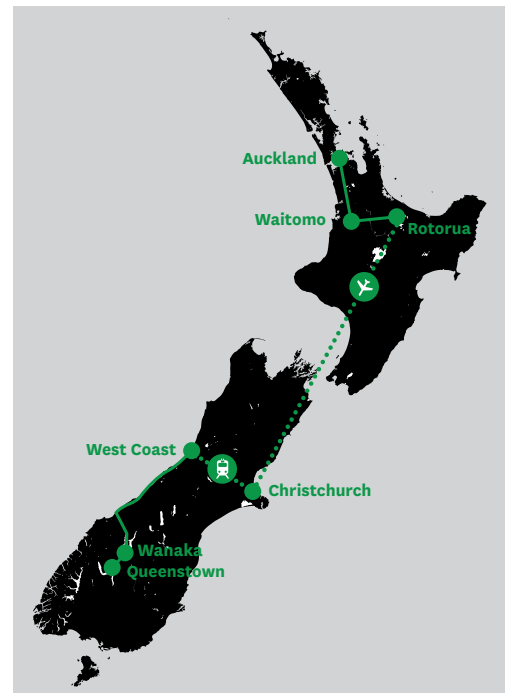 Auckland
Waitomo
Rotorua
West Coast
Christchurch
Wanaka
Queenstown